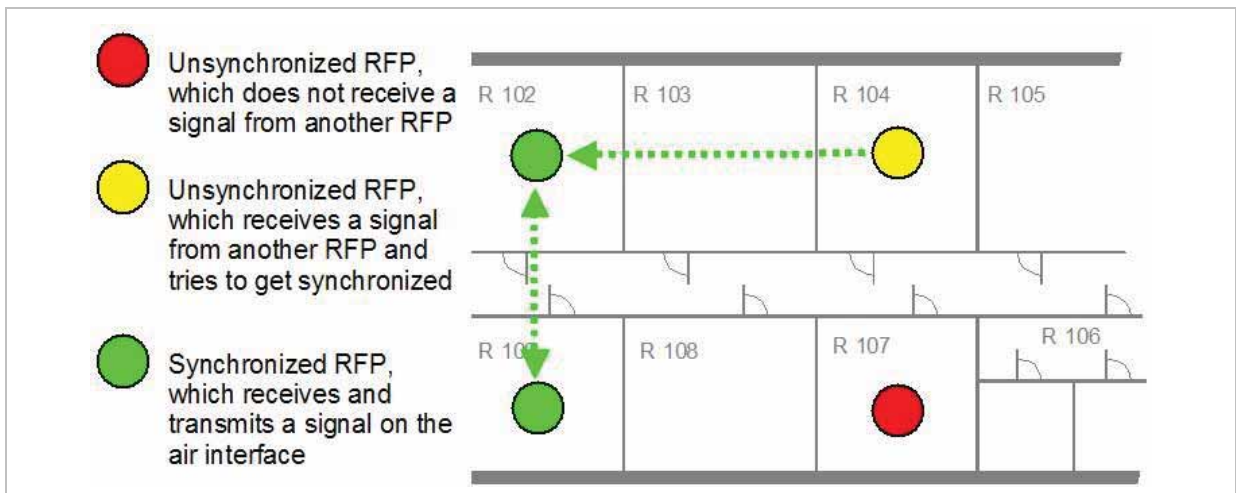 Unsynchronized RFP,
which does not receive a
signal from another RFP
Unsynchronized RFP,
which receives a signal
from another RFP and
tries to get synchronized
Synchronized RFP,
which receives and
transmits a signal on the
air interface
R 102
R 103
R 104
R 105
R 108
R 107
R 106